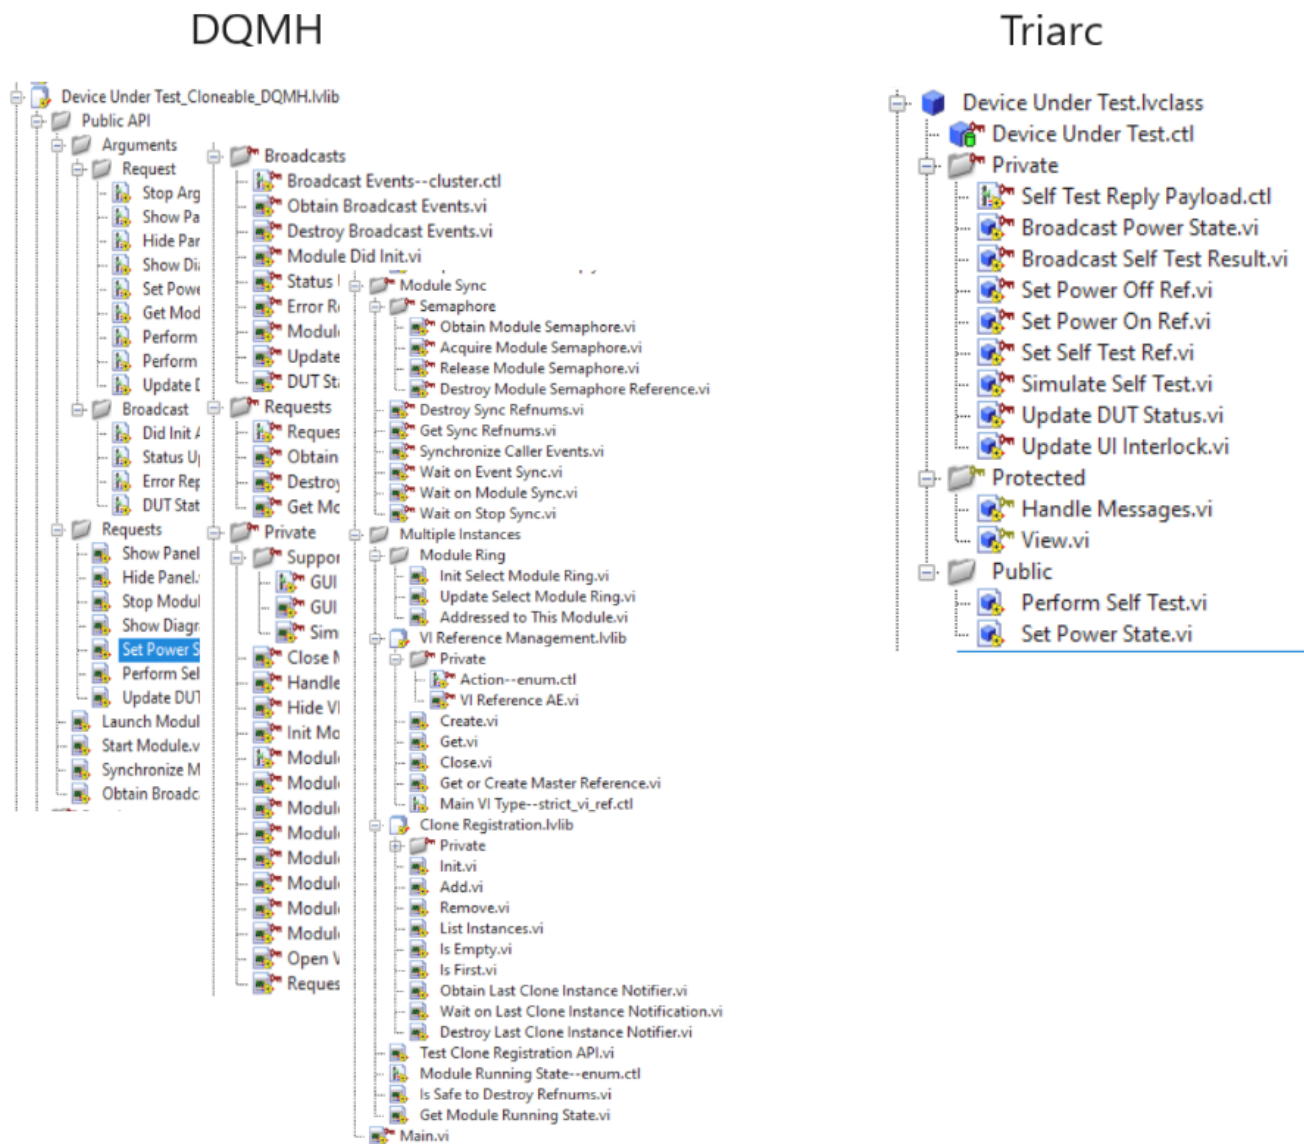 DQMH
Device Under Test_Cloneable_DQMH.lvlib
Public API
Arguments
Request
Stop Arg
Show Pa
Hide Par
Show Di
Set Powe
Get Mod
Perform
Perform
Update D
Broadcast
Did Init A
Status Up
Error Rep
DUT Stat
Requests
Show Panel
Hide Panel.
Stop Modul
Show Diagr
Set Power S
Perform Sel
Update DUT
Launch Modul
Start Module.v
Synchronize M
Obtain Broadc
Broadcasts
Broadcast Events--cluster.ctl
Obtain Broadcast Events.vi
Destroy Broadcast Events.vi
Module Did Init.vi
Status
Error R
Modul
Update
DUT St
Requests
Reques
Obtain
Destroy
Get Mo
Private
Suppor
GUI
GUI
Sim
Close M
Handle
Hide VI
Init Mo
Modul
Modul
Modul
Modul
Modul
Modul
Modul
Modul
Open V
Reques
Module Sync
Semaphore
Obtain Module Semaphore.vi
Acquire Module Semaphore.vi
Release Module Semaphore.vi
Destroy Module Semaphore Reference.vi
Destroy Sync Refnums.vi
Get Sync Refnums.vi
Synchronize Caller Events.vi
Wait on Event Sync.vi
Wait on Module Sync.vi
Wait on Stop Sync.vi
Multiple Instances
Module Ring
Init Select Module Ring.vi
Update Select Module Ring.vi
Addressed to This Module.vi
VI Reference Management.lvlib
Private
Action--enum.ctl
VI Reference AE.vi
Create.vi
Get.vi
Close.vi
Get or Create Master Reference.vi
Main VI Type--strict_vi_ref.ctl
Clone Registration.lvlib
Private
Init.vi
Add.vi
Remove.vi
List Instances.vi
Is Empty.vi
Is First.vi
Obtain Last Clone Instance Notifier.vi
Wait on Last Clone Instance Notification.vi
Destroy Last Clone Instance Notifier.vi
Test Clone Registration API.vi
Module Running State--enum.ctl
Is Safe to Destroy Refnums.vi
Get Module Running State.vi
Main.vi
Triarc
Device Under Test.lvclass
Device Under Test.ctl
Private
Self Test Reply Payload.ctl
Broadcast Power State.vi
Broadcast Self Test Result.vi
Set Power Off Ref.vi
Set Power On Ref.vi
Set Self Test Ref.vi
Simulate Self Test.vi
Update DUT Status.vi
Update UI Interlock.vi
Protected
Handle Messages.vi
View.vi
Public
Perform Self Test.vi
Set Power State.vi